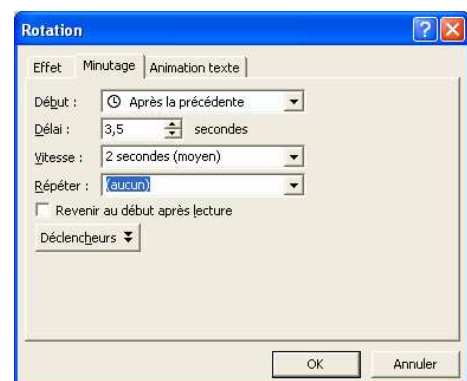 Rotation
Effet Minutage Animation texte
Début : Après la précédente
Délai : 3,5 secondes
Vitesse : 2 secondes (moyen)
Répéter : (aucun)
Revenir au début après lecture
Déclencheurs
OK Annuler